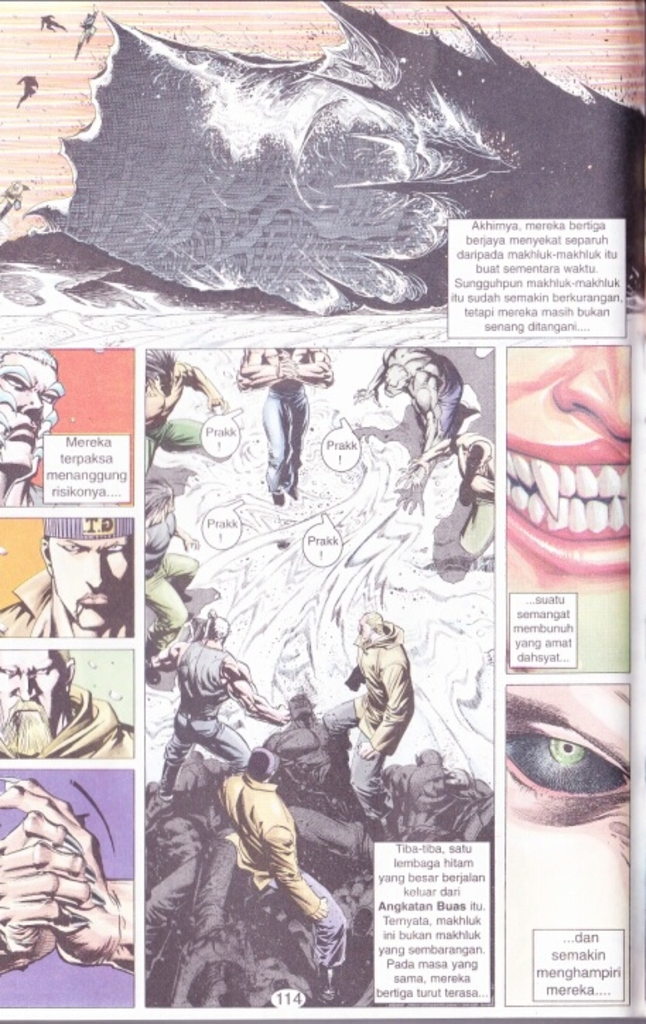 Akhirnya, mereka bertiga
berjaya menyekat separuh
daripada makhluk-makhluk itu
buat sementara waktu.
Sungguhpun makhluk-makhluk
itu sudah semakin berkurangan,
tetapi mereka masih bukan
senang ditangani....
Mereka
terpaksa
menanggung
risikonya....
T.D
Prakk
!
Prakk
!
Prakk
!
Prakk
!
...suatu
semangat
membunuh
yang amat
dahsyat...
Tiba-tiba, satu
lembaga hitam
yang besar berjalan
keluar dari
Angkatan Buas itu.
Ternyata, makhluk
ini bukan makhluk
yang sembarangan.
Pada masa yang
sama, mereka
bertiga turut terasa...
...dan
semakin
menghampiri
mereka....
114